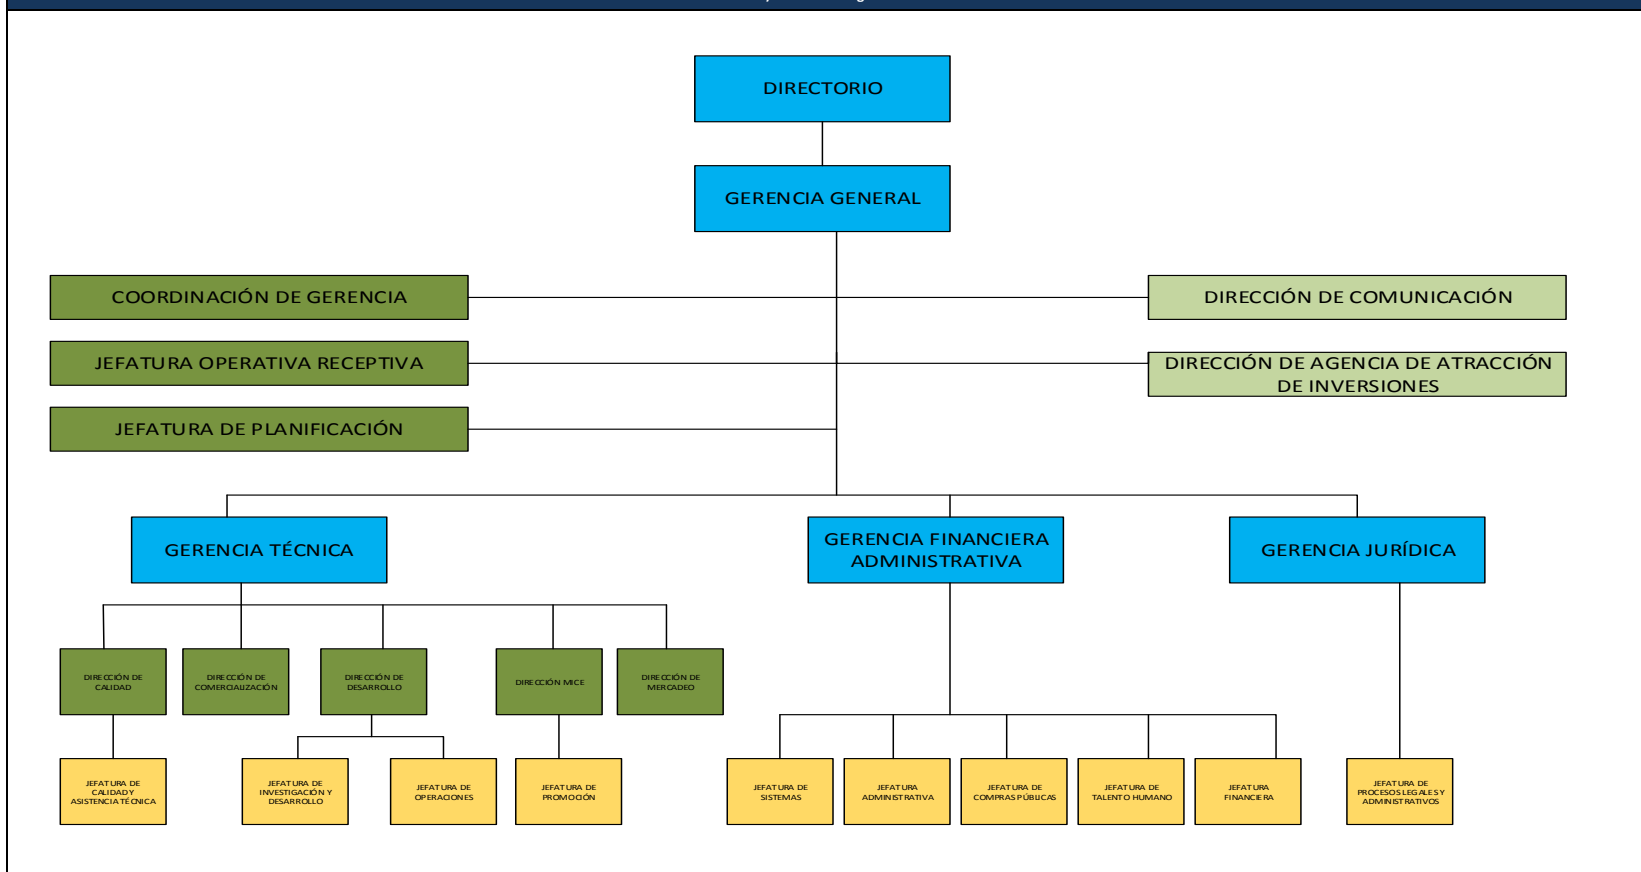 DIRECTORIO
GERENCIA GENERAL
COORDINACIÓN DE GERENCIA
DIRECCIÓN DE COMUNICACIÓN
JEFATURA OPERATIVA RECEPTIVA
DIRECCIÓN DE AGENCIA DE ATRACCIÓN
DE INVERSIONES
JEFATURA DE PLANIFICACIÓN
GERENCIA TÉCNICA
GERENCIA FINANCIERA
ADMINISTRATIVA
GERENCIA JURÍDICA
DIRECCIÓN DE
CALIDAD
DIRECCIÓN DE
COMERCIALIZACIÓN
DIRECCIÓN DE
DESARROLLO
DIRECCIÓN MICE
DIRECCIÓN DE
MERCADEO
JEFATURA DE
CALIDAD Y
ASISTENCIA TÉCNICA
JEFATURA DE
INVESTIGACIÓN Y
DESARROLLO
JEFATURA DE
OPERACIONES
JEFATURA DE
PROMOCIÓN
JEFATURA DE
SISTEMAS
JEFATURA
ADMINISTRATIVA
JEFATURA DE
COMPRAS PÚBLICAS
JEFATURA DE
TALENTO HUMANO
JEFATURA
FINANCIERA
JEFATURA DE
PROCESOS LEGALES Y
ADMINISTRATIVOS